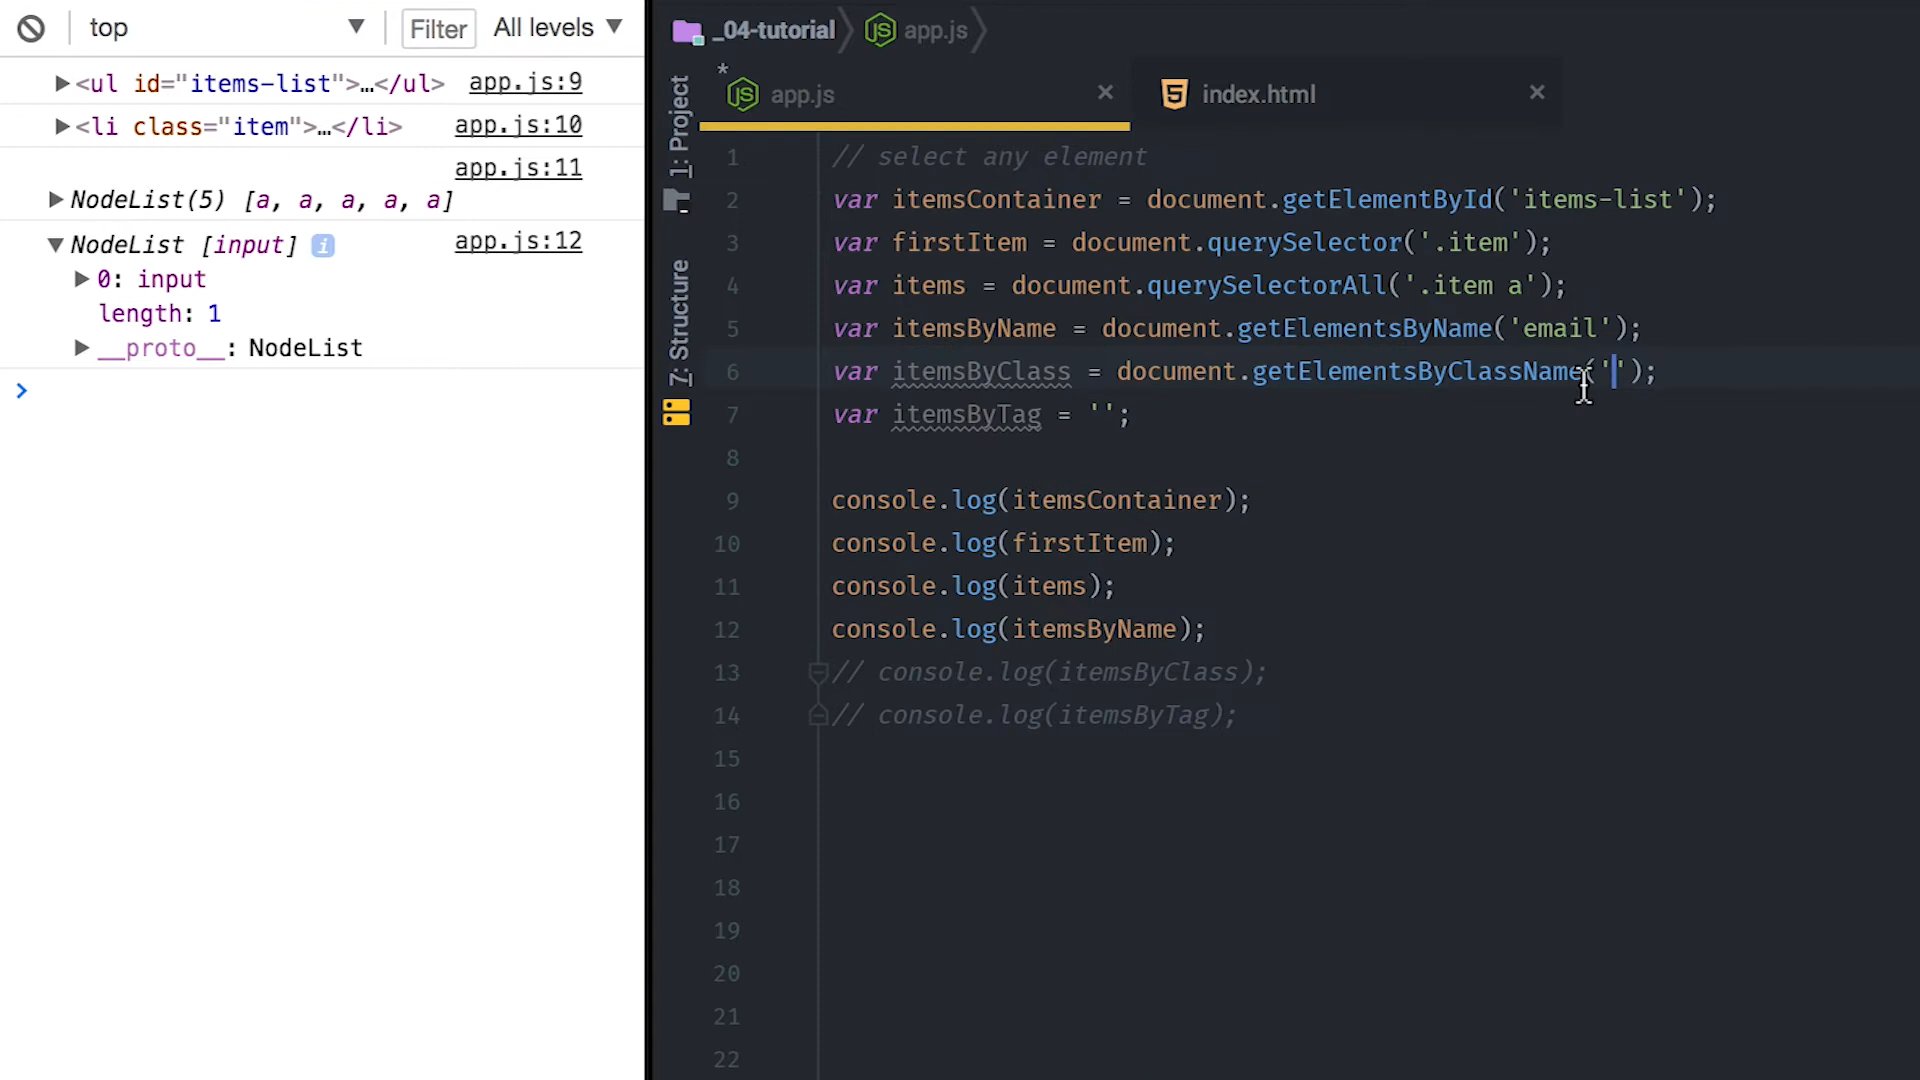 top ▼ Filter All levels ▼
▶<ul id="items-list">…</ul> app.js:9
▶<li class="item">…</li> app.js:10
app.js:11
▶NodeList(5) [a, a, a, a, a]
▼NodeList [input] i app.js:12
▶0: input
length: 1
▶__proto__: NodeList
>
_04-tutorial app.js
* app.js × index.html ×
1: Project
7: Structure
1 // select any element
2 var itemsContainer = document.getElementById('items-list');
3 var firstItem = document.querySelector('.item');
4 var items = document.querySelectorAll('.item a');
5 var itemsByName = document.getElementsByName('email');
6 var itemsByClass = document.getElementsByClassName('');
7 var itemsByTag = '';
8
9 console.log(itemsContainer);
10 console.log(firstItem);
11 console.log(items);
12 console.log(itemsByName);
13 // console.log(itemsByClass);
14 // console.log(itemsByTag);
15
16
17
18
19
20
21
22